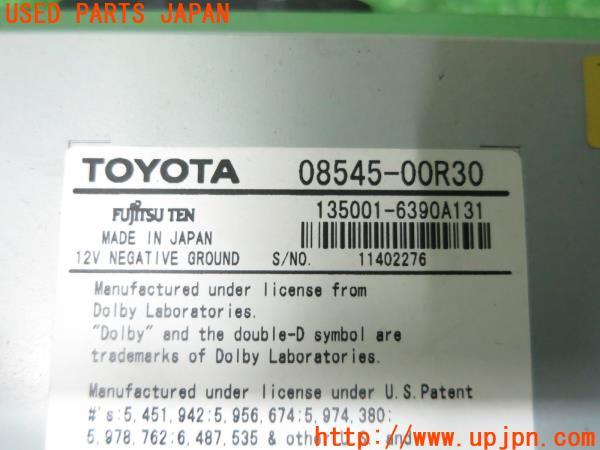 USED PARTS JAPAN
TOYOTA 08545-00R30
FUJITSU TEN 135001-6390A131
MADE IN JAPAN
12V NEGATIVE GROUND S/NO. 11402276
Manufactured under license from
Dolby Laboratories.
"Dolby" and the double-D symbol are
trademarks of Dolby Laboratories.
Manufactured under license under U.S.Patent
#'s:5,451,942;5,956,674;5,974,380;
5,978,762;6,487,535 & other U.S. and
http://www.upjpn.com